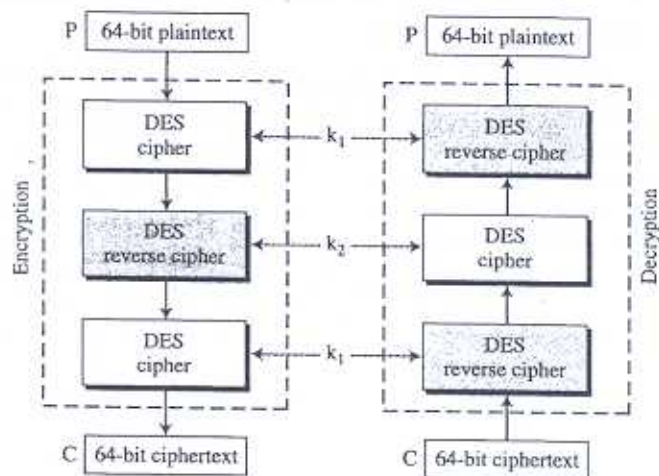 P 64-bit plaintext
P 64-bit plaintext
Encryption
DES
cipher
k1
DES
reverse cipher
DES
reverse cipher
k2
DES
cipher
DES
cipher
k1
DES
reverse cipher
Decryption
C 64-bit ciphertext
C 64-bit ciphertext